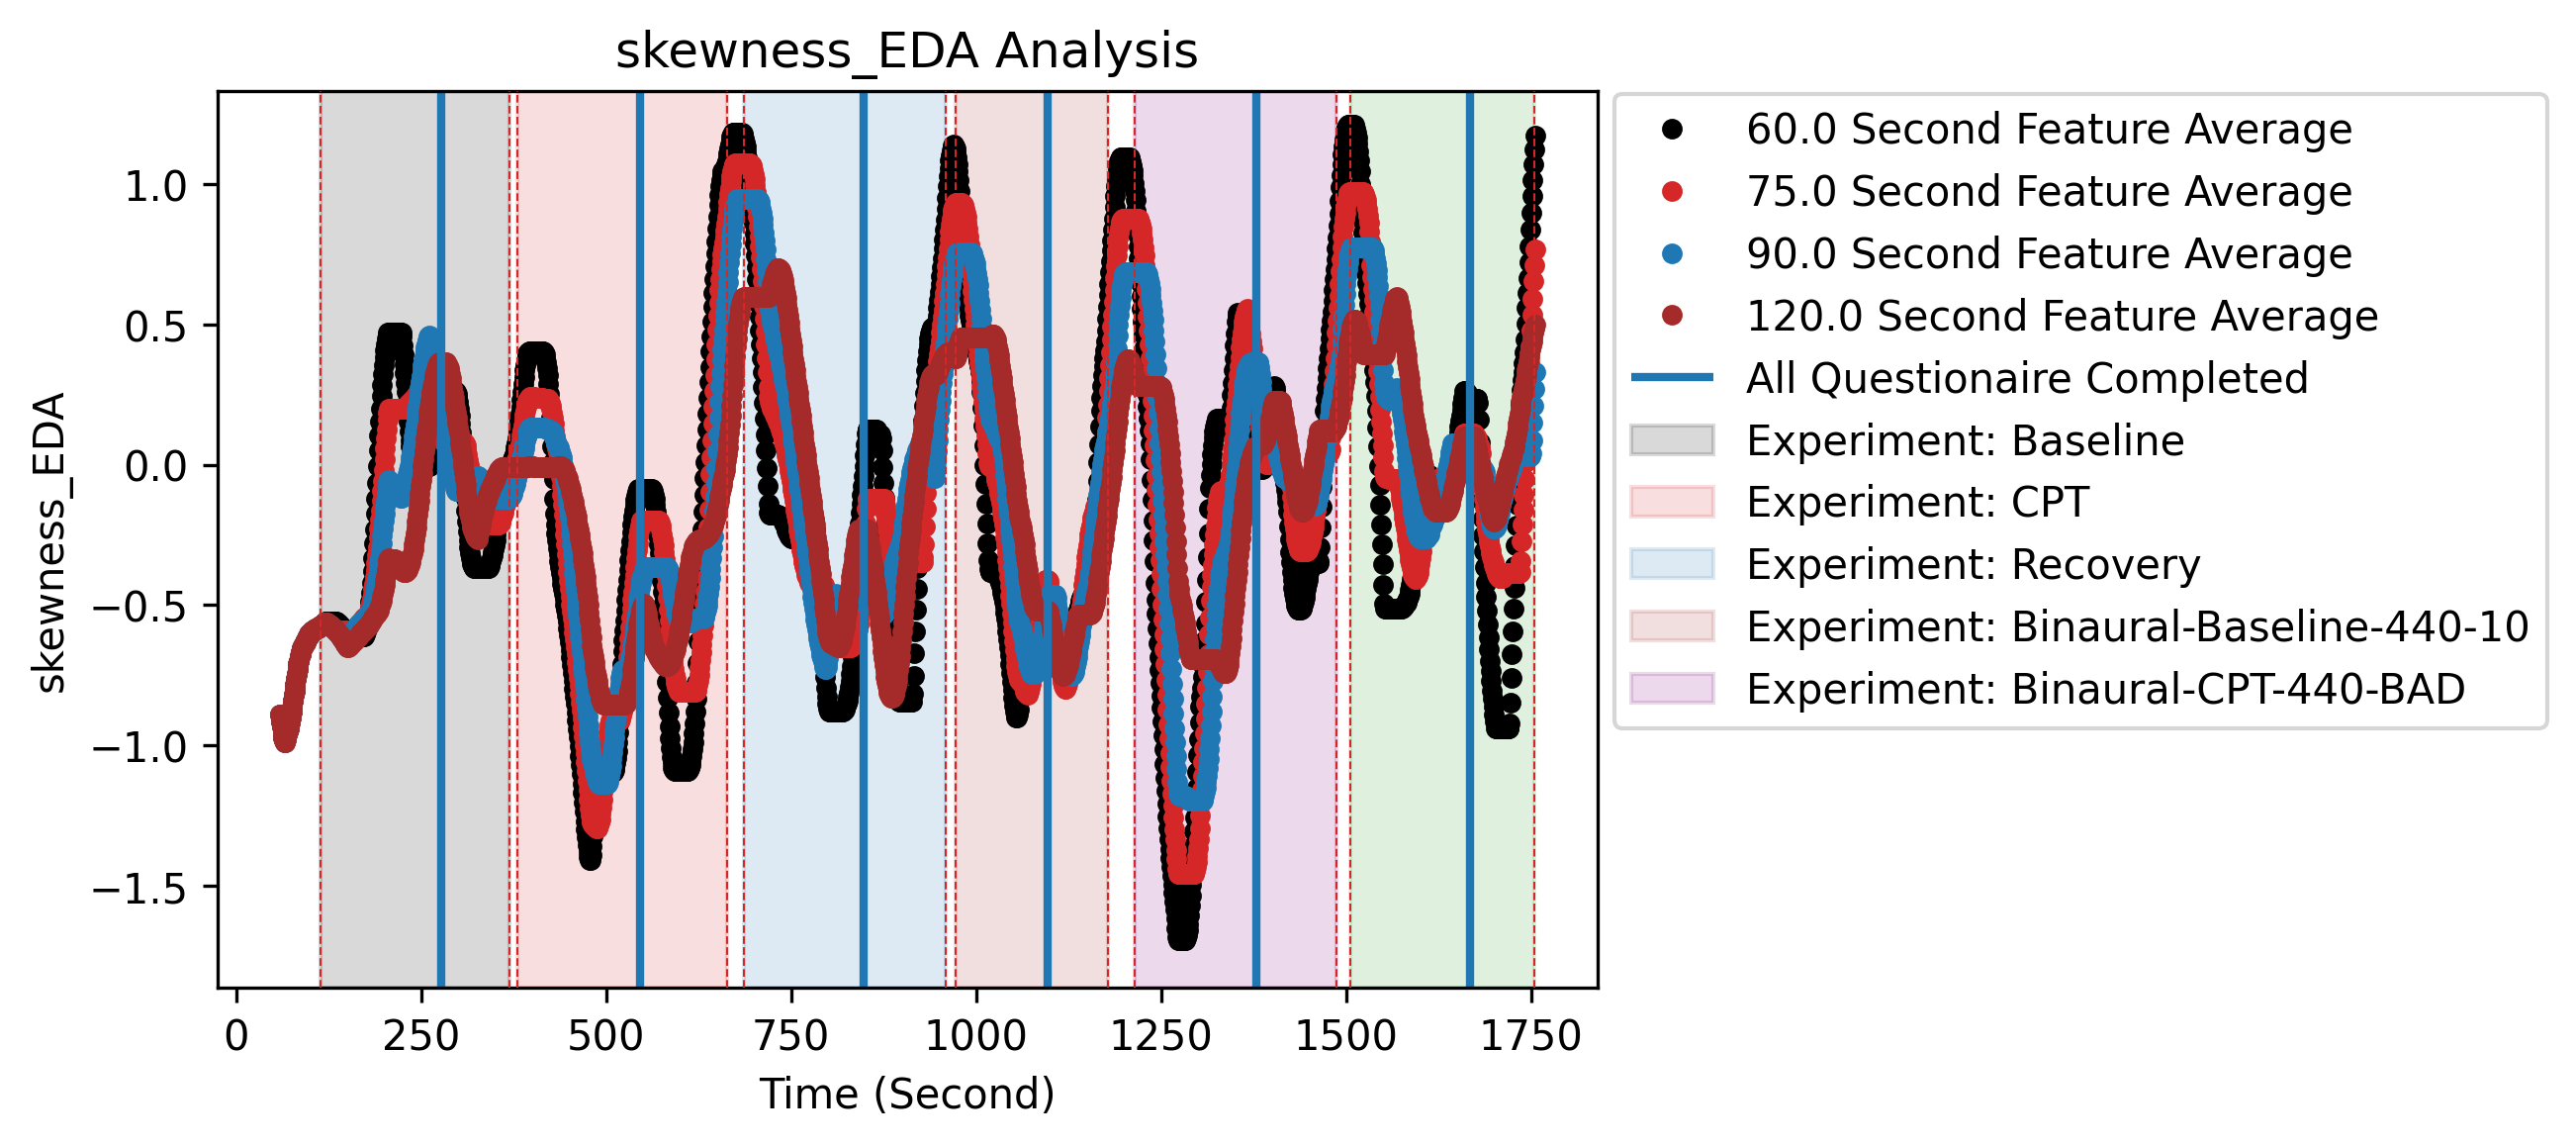 skewness_EDA Analysis
60.0 Second Feature Average
75.0 Second Feature Average
90.0 Second Feature Average
120.0 Second Feature Average
All Questionaire Completed
Experiment: Baseline
Experiment: CPT
Experiment: Recovery
Experiment: Binaural-Baseline-440-10
Experiment: Binaural-CPT-440-BAD
skewness_EDA
1.0
0.5
0.0
−0.5
−1.0
−1.5
0 250 500 750 1000 1250 1500 1750
Time (Second)